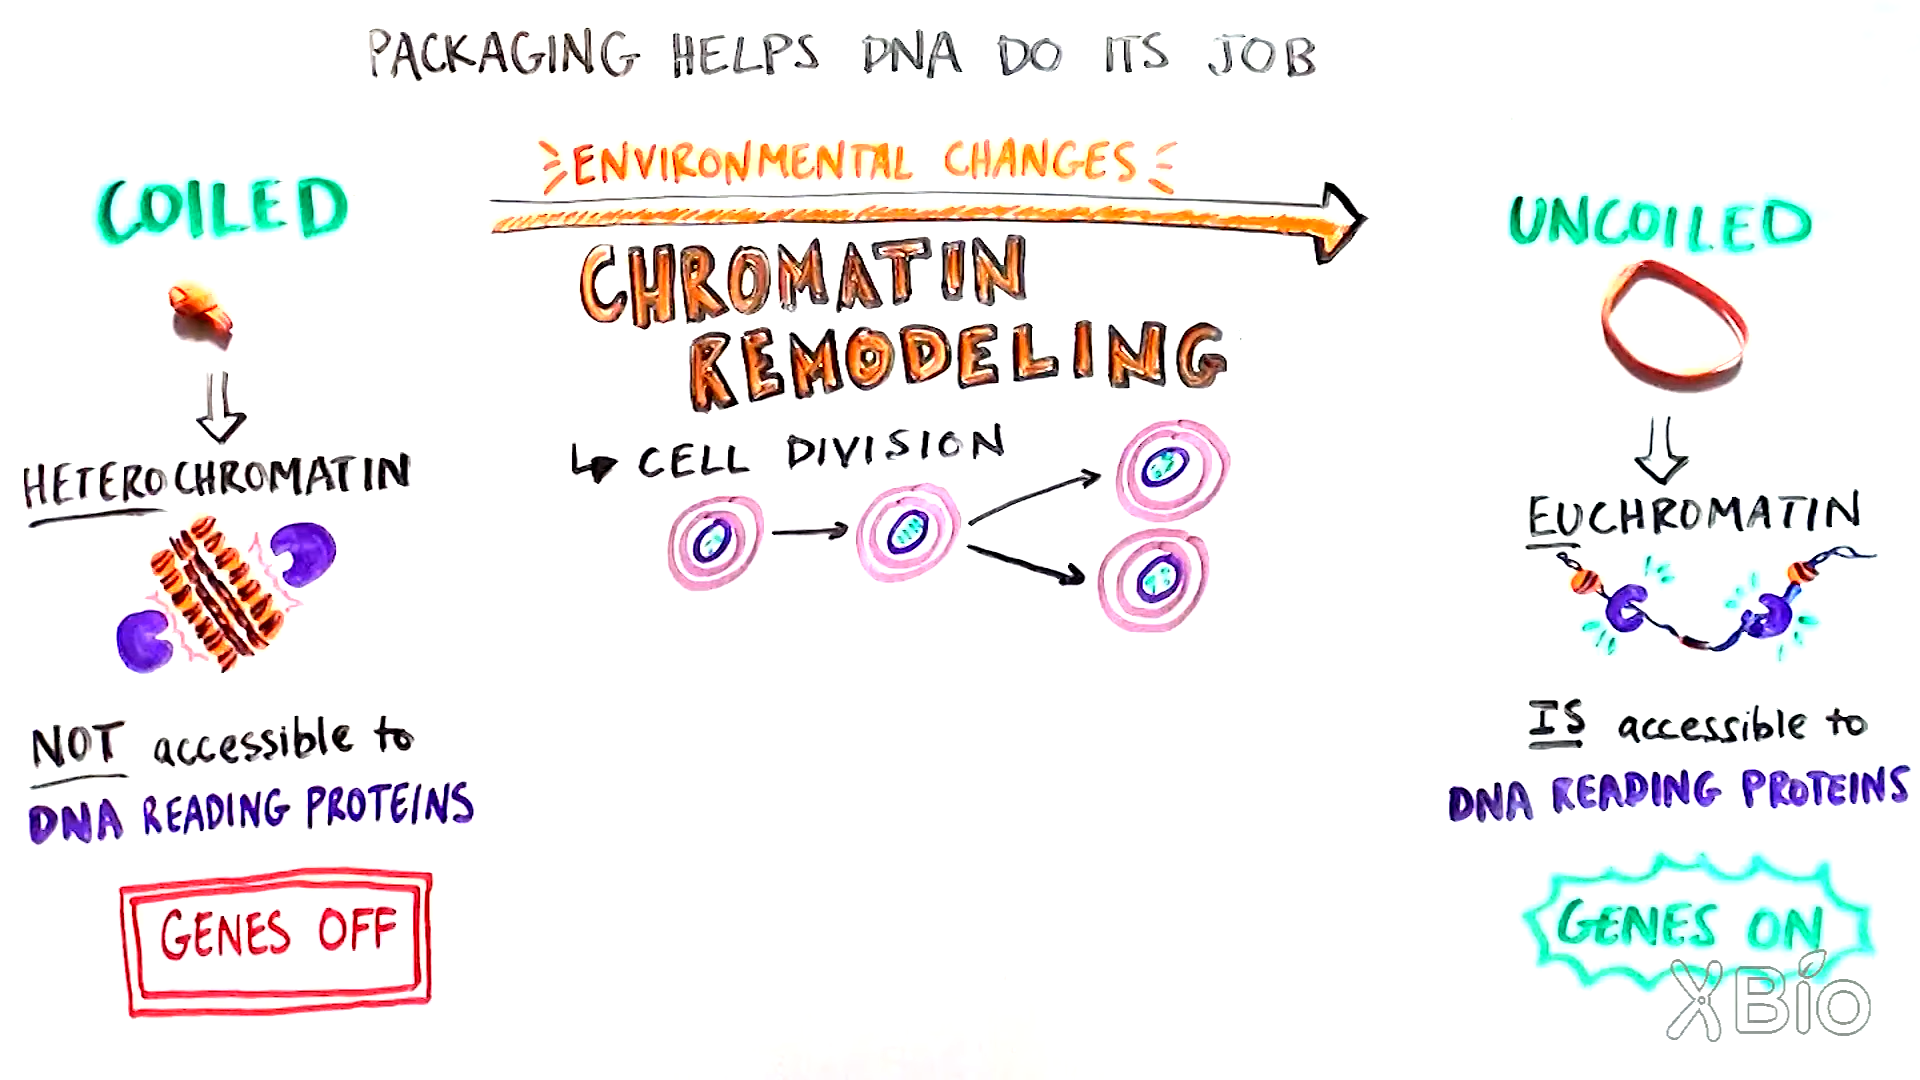 PACKAGING HELPS DNA DO ITS JOB
ENVIRONMENTAL CHANGES
COILED
UNCOILED
CHROMATIN
REMODELING
HETEROCHROMATIN
CELL DIVISION
EUCHROMATIN
NOT accessible to
DNA READING PROTEINS
IS accessible to
DNA READING PROTEINS
GENES OFF
GENES ON
XBio